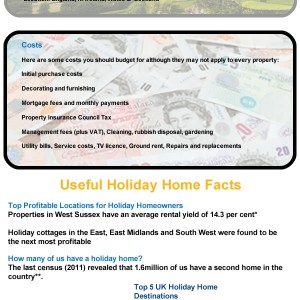 Costs
Here are some costs you should budget for although they may not apply to every property:
Initial purchase costs
Decorating and furnishing
Mortgage fees and monthly payments
Property insurance Council Tax
Management fees (plus VAT), Cleaning, rubbish disposal, gardening
Utility bills, Service costs, TV licence, Ground rent, Repairs and replacements
Useful Holiday Home Facts
Top Profitable Locations for Holiday Homeowners
Properties in West Sussex have an average rental yield of 14.3 per cent*
Holiday cottages in the East, East Midlands and South West were found to be
the next most profitable
How many of us have a holiday home?
The last census (2011) revealed that 1.6million of us have a second home in the
country**.
Top 5 UK Holiday Home
Destinations